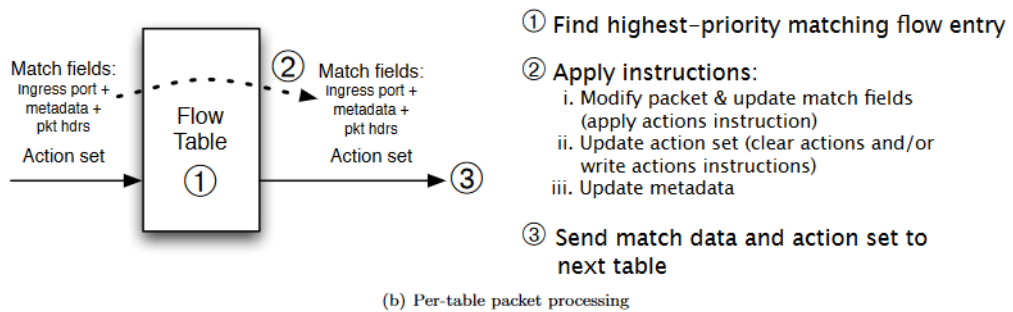 Match fields:
Ingress port +
metadata +
pkt hdrs
Action set
Flow
Table
①
②
Match fields:
Ingress port +
metadata +
pkt hdrs
Action set
③
① Find highest-priority matching flow entry
② Apply instructions:
i. Modify packet & update match fields
(apply actions instruction)
ii. Update action set (clear actions and/or
write actions instructions)
iii. Update metadata
③ Send match data and action set to
next table
(b) Per-table packet processing